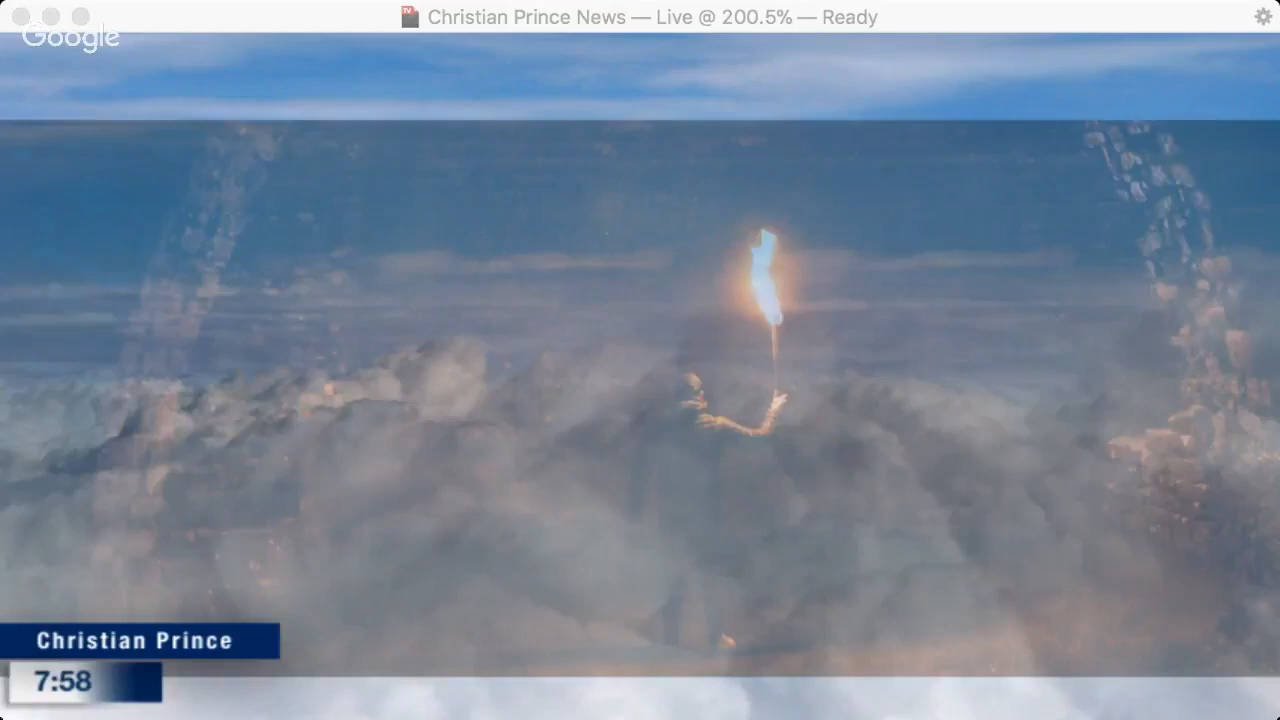 Christian Prince News — Live @ 200.5% — Ready
Google
Christian Prince
7:58